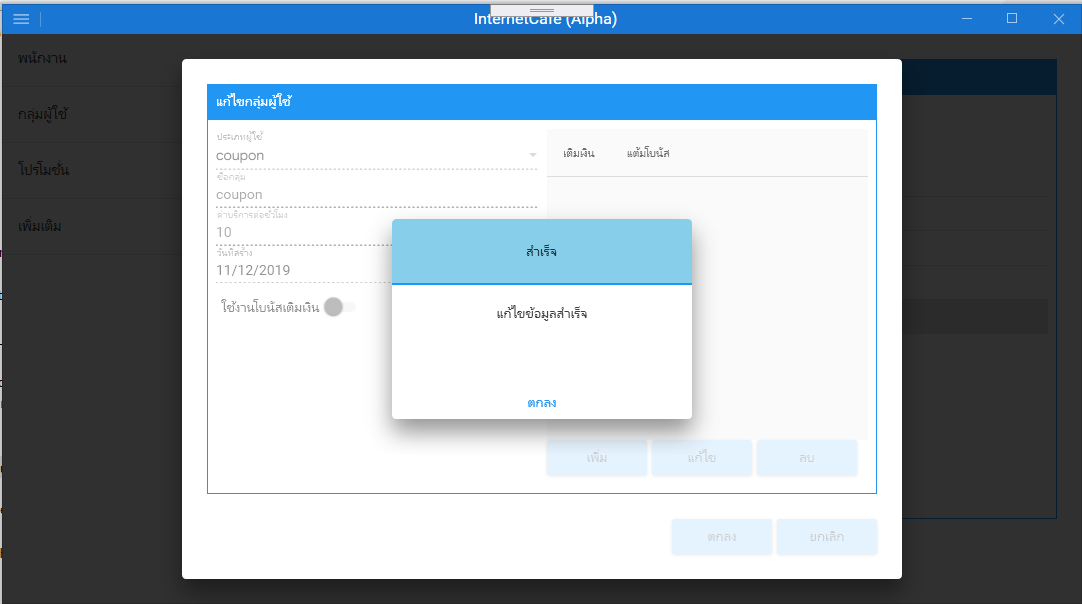 InternetCafe (Alpha)
พนักงาน
กลุ่มผู้ใช้
โปรโมชั่น
เพิ่มเติม
แก้ไขกลุ่มผู้ใช้
ประเภทผู้ใช้
coupon
ชื่อกลุ่ม
coupon
ค่าบริการต่อชั่วโมง
10
วันที่สร้าง
11/12/2019
ใช้งานโบนัสเติมเงิน
เติมเงิน แต้มโบนัส
สำเร็จ
แก้ไขข้อมูลสำเร็จ
ตกลง
เพิ่ม แก้ไข ลบ
ตกลง ยกเลิก